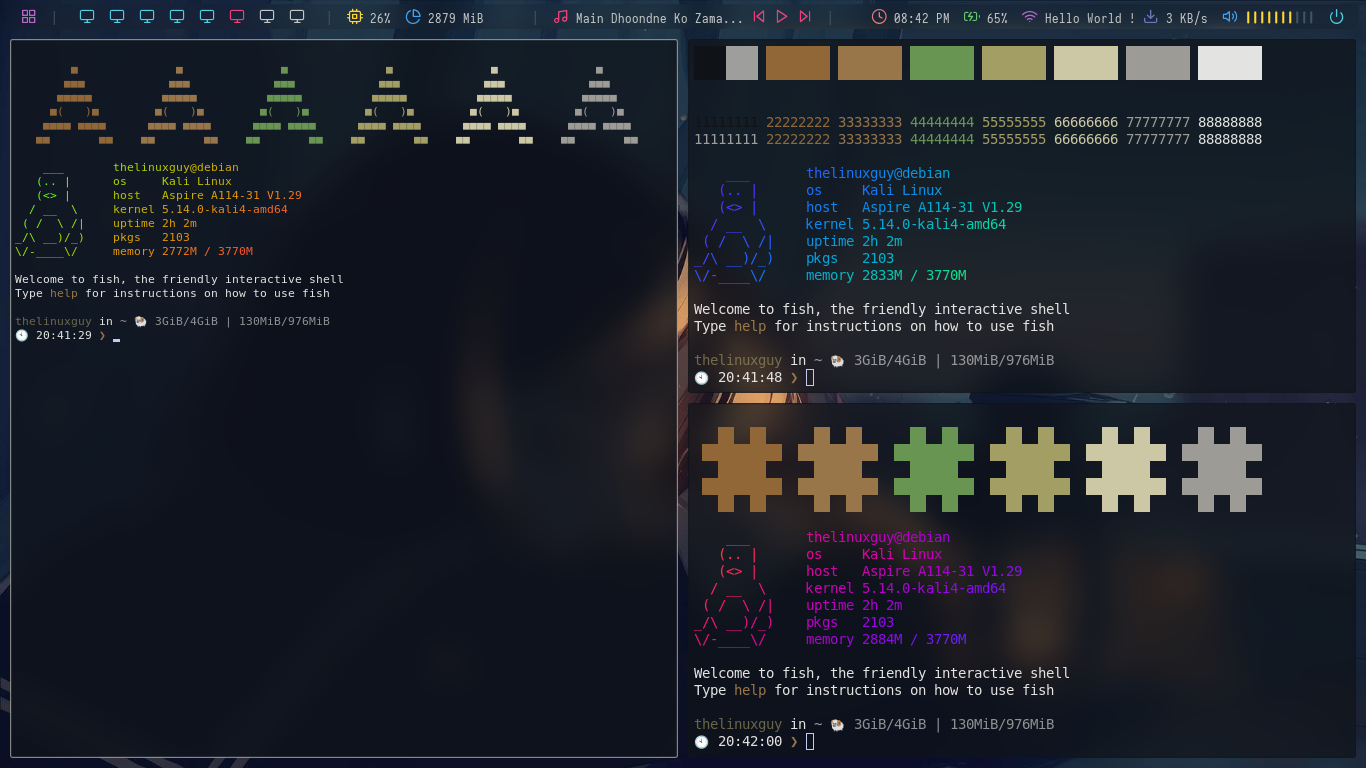 26% 2879 MiB Main Dhoondne Ko Zama... 08:42 PM 65% Hello World ! 3 KB/s
thelinuxguy@debian
os Kali Linux
host Aspire A114-31 V1.29
kernel 5.14.0-kali4-amd64
uptime 2h 2m
pkgs 2103
memory 2772M / 3770M
Welcome to fish, the friendly interactive shell
Type help for instructions on how to use fish
thelinuxguy in ~ 🐏 3GiB/4GiB | 130MiB/976MiB
🕙 20:41:29 ❯
11111111 22222222 33333333 44444444 55555555 66666666 77777777 88888888
11111111 22222222 33333333 44444444 55555555 66666666 77777777 88888888
thelinuxguy@debian
os Kali Linux
host Aspire A114-31 V1.29
kernel 5.14.0-kali4-amd64
uptime 2h 2m
pkgs 2103
memory 2833M / 3770M
Welcome to fish, the friendly interactive shell
Type help for instructions on how to use fish
thelinuxguy in ~ 🐏 3GiB/4GiB | 130MiB/976MiB
🕙 20:41:48 ❯
thelinuxguy@debian
os Kali Linux
host Aspire A114-31 V1.29
kernel 5.14.0-kali4-amd64
uptime 2h 2m
pkgs 2103
memory 2884M / 3770M
Welcome to fish, the friendly interactive shell
Type help for instructions on how to use fish
thelinuxguy in ~ 🐏 3GiB/4GiB | 130MiB/976MiB
🕙 20:42:00 ❯